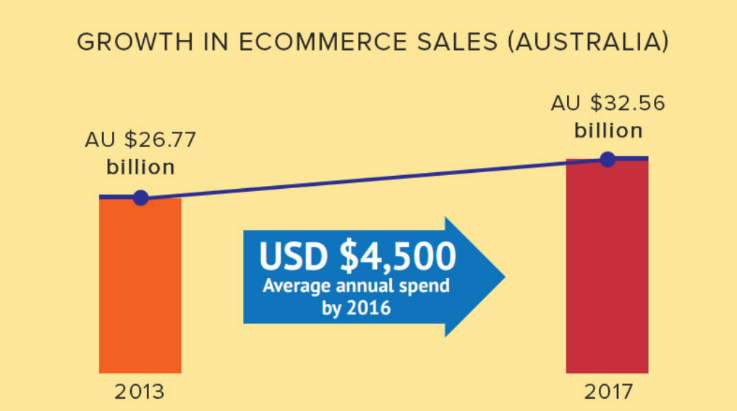 GROWTH IN ECOMMERCE SALES (AUSTRALIA)
AU $32.56
billion
AU $26.77
billion
USD $4,500
Average annual spend
by 2016
2013
2017